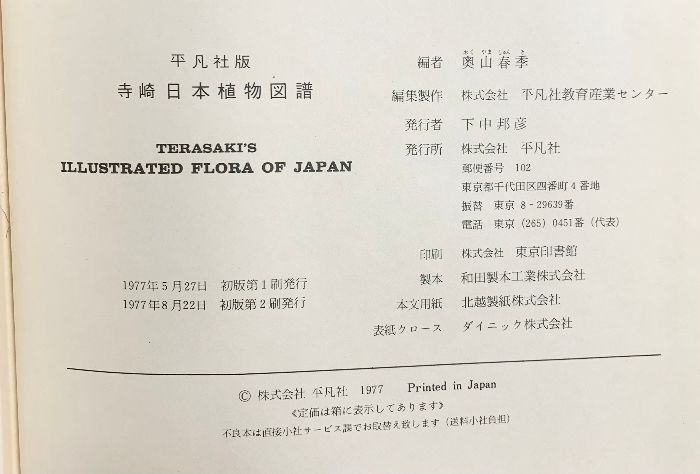 平凡社版
寺崎 日本植物図譜
TERASAKI'S
ILLUSTRATED FLORA OF JAPAN
1977年5月27日 初版第1刷発行
1977年8月22日 初版第2刷発行
編者 奥山春季
おくやましゅんき
編集製作 株式会社 平凡社教育産業センター
発行者 下中邦彦
発行所 株式会社 平凡社
郵便番号 102
東京都千代田区四番町4番地
振替 東京 8-29639番
電話 東京 (265) 0451番 (代表)
印刷 株式会社 東京印書館
製本 和田製本工業株式会社
本文用紙 北越製紙株式会社
表紙クロース ダイニック株式会社
© 株式会社 平凡社 1977 Printed in Japan
《定価は箱に表示してあります》
不良本は直接小社サービス課でお取替え致します (送料小社負担)